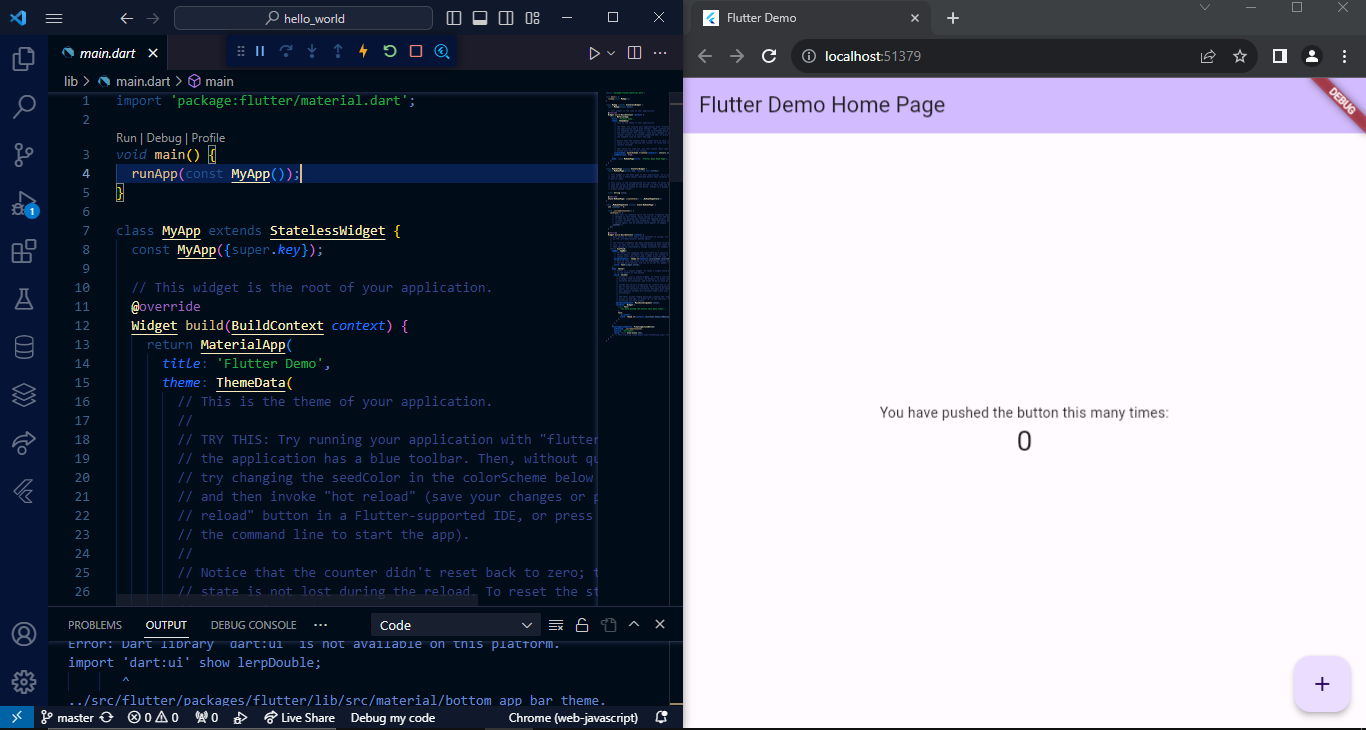 hello_world
main.dart
lib > main.dart > main
1 import 'package:flutter/material.dart';
2
Run | Debug | Profile
3 void main() {
4 runApp(const MyApp());
5 }
6
7 class MyApp extends StatelessWidget {
8 const MyApp({super.key});
9
10 // This widget is the root of your application.
11 @override
12 Widget build(BuildContext context) {
13 return MaterialApp(
14 title: 'Flutter Demo',
15 theme: ThemeData(
16 // This is the theme of your application.
17 //
18 // TRY THIS: Try running your application with "flutter
19 // the application has a blue toolbar. Then, without qu
20 // try changing the seedColor in the colorScheme below
21 // and then invoke "hot reload" (save your changes or p
22 // reload" button in a Flutter-supported IDE, or press
23 // the command line to start the app).
24 //
25 // Notice that the counter didn't reset back to zero; t
26 // state is not lost during the reload. To reset the st
1
PROBLEMS OUTPUT DEBUG CONSOLE ··· Code
Error: Dart library 'dart:ui' is not available on this platform.
import 'dart:ui' show lerpDouble;
^
../src/flutter/packages/flutter/lib/src/material/bottom_app_bar_theme.
master 0 0 0 Live Share Debug my code Chrome (web-javascript)
Flutter Demo
localhost:51379
Flutter Demo Home Page
DEBUG
You have pushed the button this many times:
0
+